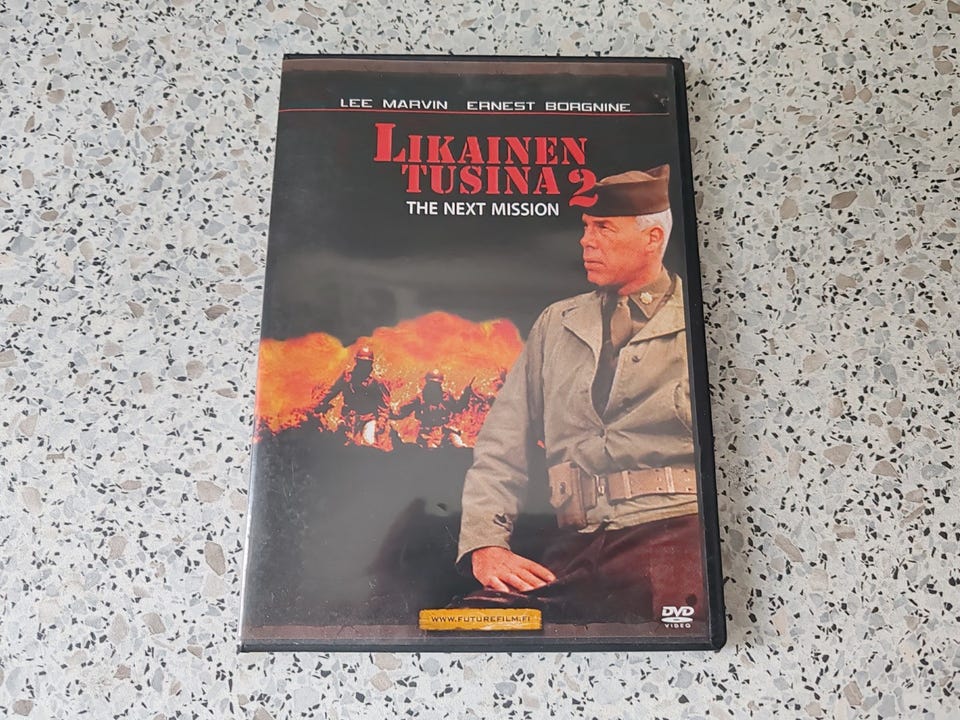 LEE MARVIN ERNEST BORGNINE
LIKAINEN
TUSINA 2
THE NEXT MISSION
WWW.FUTUREFILM.FI
DVD
VIDEO